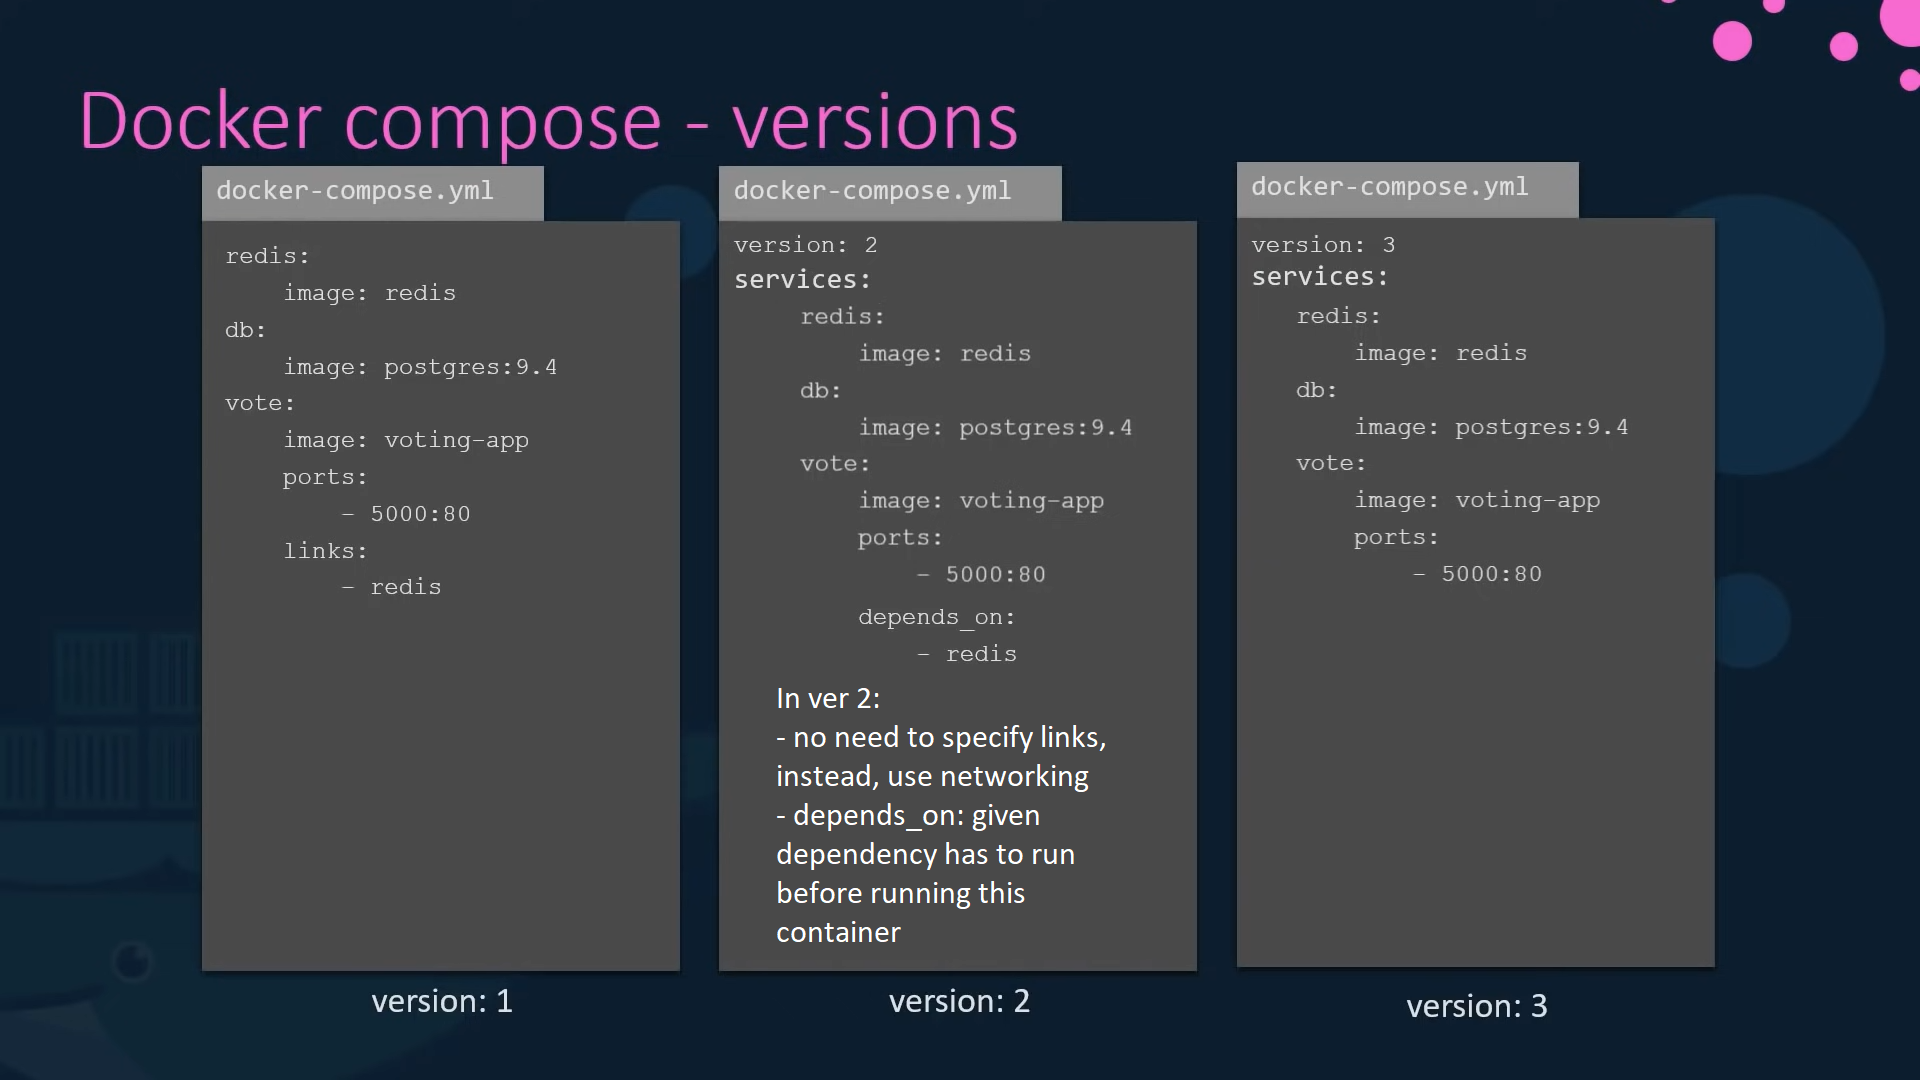 Docker compose - versions
docker-compose.yml
redis:
image: redis
db:
image: postgres:9.4
vote:
image: voting-app
ports:
- 5000:80
links:
- redis
version: 1
docker-compose.yml
version: 2
services:
redis:
image: redis
db:
image: postgres:9.4
vote:
image: voting-app
ports:
- 5000:80
depends_on:
- redis
In ver 2:
- no need to specify links,
instead, use networking
- depends_on: given
dependency has to run
before running this
container
version: 2
docker-compose.yml
version: 3
services:
redis:
image: redis
db:
image: postgres:9.4
vote:
image: voting-app
ports:
- 5000:80
version: 3